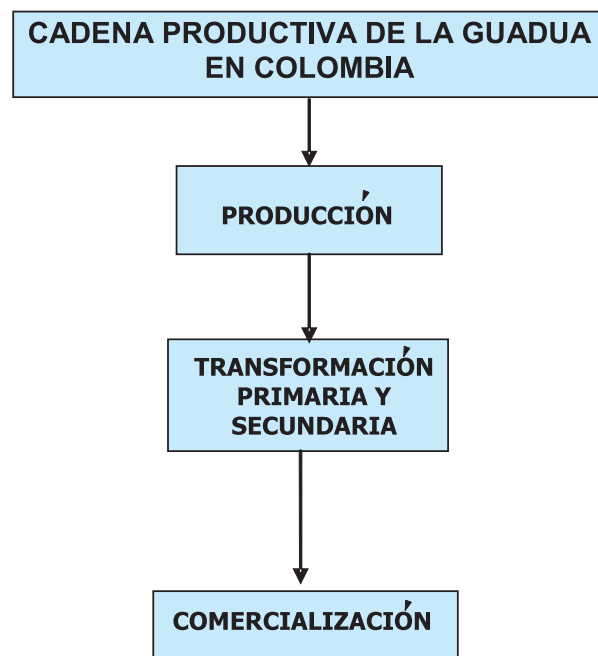 CADENA PRODUCTIVA DE LA GUADUA
EN COLOMBIA
PRODUCCIÓN
TRANSFORMACIÓN
PRIMARIA Y
SECUNDARIA
COMERCIALIZACIÓN